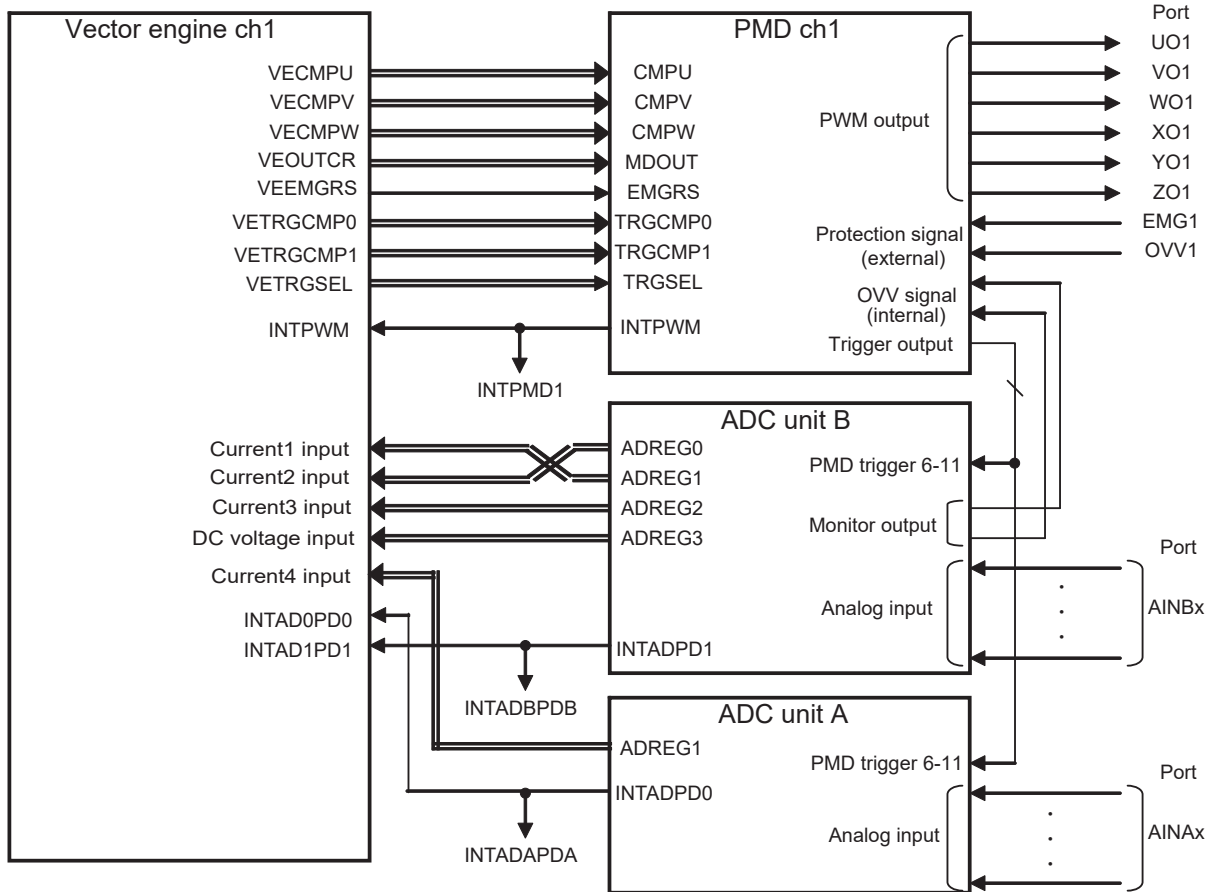 Vector engine ch1
VECMPU
VECMPV
VECMPW
VEOUTCR
VEEMGRS
VETRGCMP0
VETRGCMP1
VETRGSEL
INTPWM
Current1 input
Current2 input
Current3 input
DC voltage input
Current4 input
INTAD0PD0
INTAD1PD1
INTPMD1
INTADBPDB
INTADAPDA
PMD ch1
CMPU
CMPV
CMPW
MDOUT
EMGRS
TRGCMP0
TRGCMP1
TRGSEL
INTPWM
PWM output
Protection signal
(external)
OVV signal
(internal)
Trigger output
Port
UO1
VO1
WO1
XO1
YO1
ZO1
EMG1
OVV1
ADC unit B
ADREG0
ADREG1
ADREG2
ADREG3
INTADPD1
PMD trigger 6-11
Monitor output
Analog input
Port
AINBx
ADC unit A
ADREG1
INTADPD0
PMD trigger 6-11
Analog input
Port
AINAx